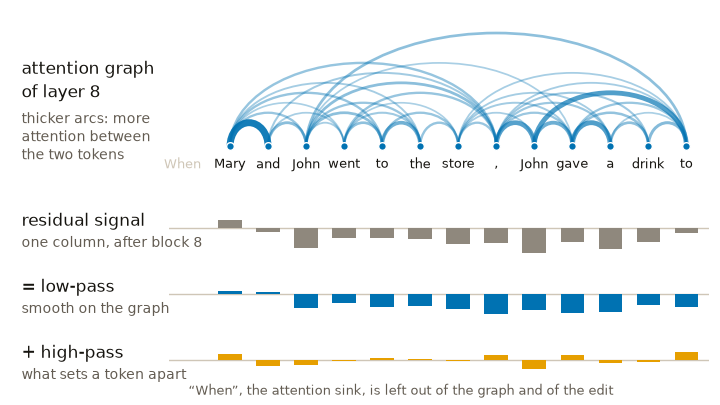 attention graph
of layer 8
thicker arcs: more
attention between
the two tokens
When Mary and John went to the store , John gave a drink to
residual signal
one column, after block 8
= low-pass
smooth on the graph
+ high-pass
what sets a token apart
“When”, the attention sink, is left out of the graph and of the edit